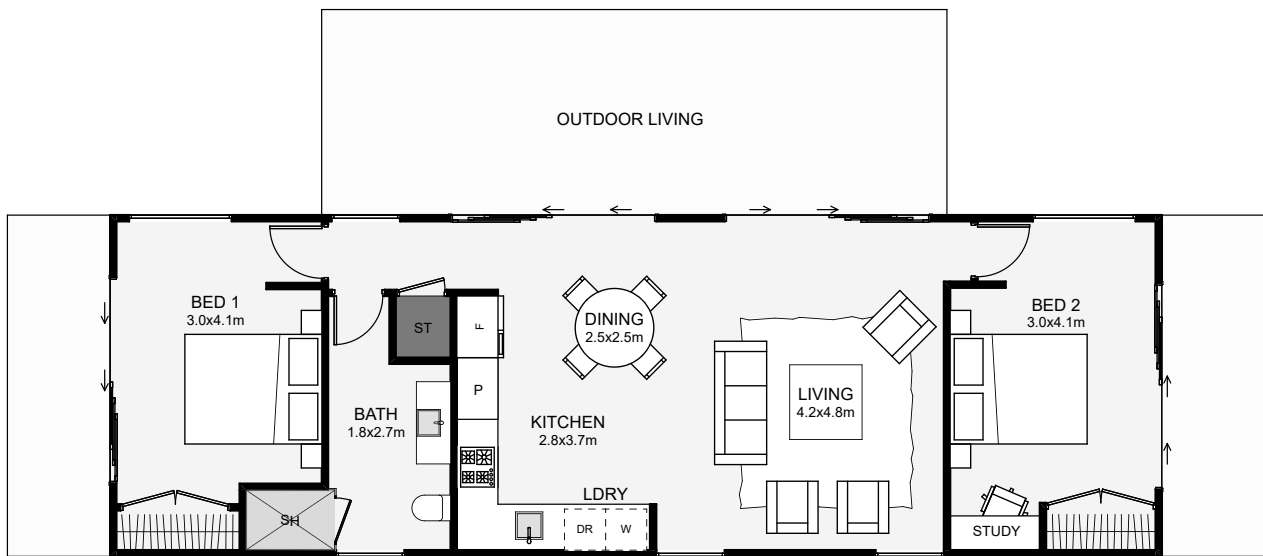 OUTDOOR LIVING
BED 1
3.0x4.1m
ST
F
DINING
2.5x2.5m
BED 2
3.0x4.1m
P
LIVING
4.2x4.8m
BATH
1.8x2.7m
KITCHEN
2.8x3.7m
LDRY
SH
DR
W
STUDY